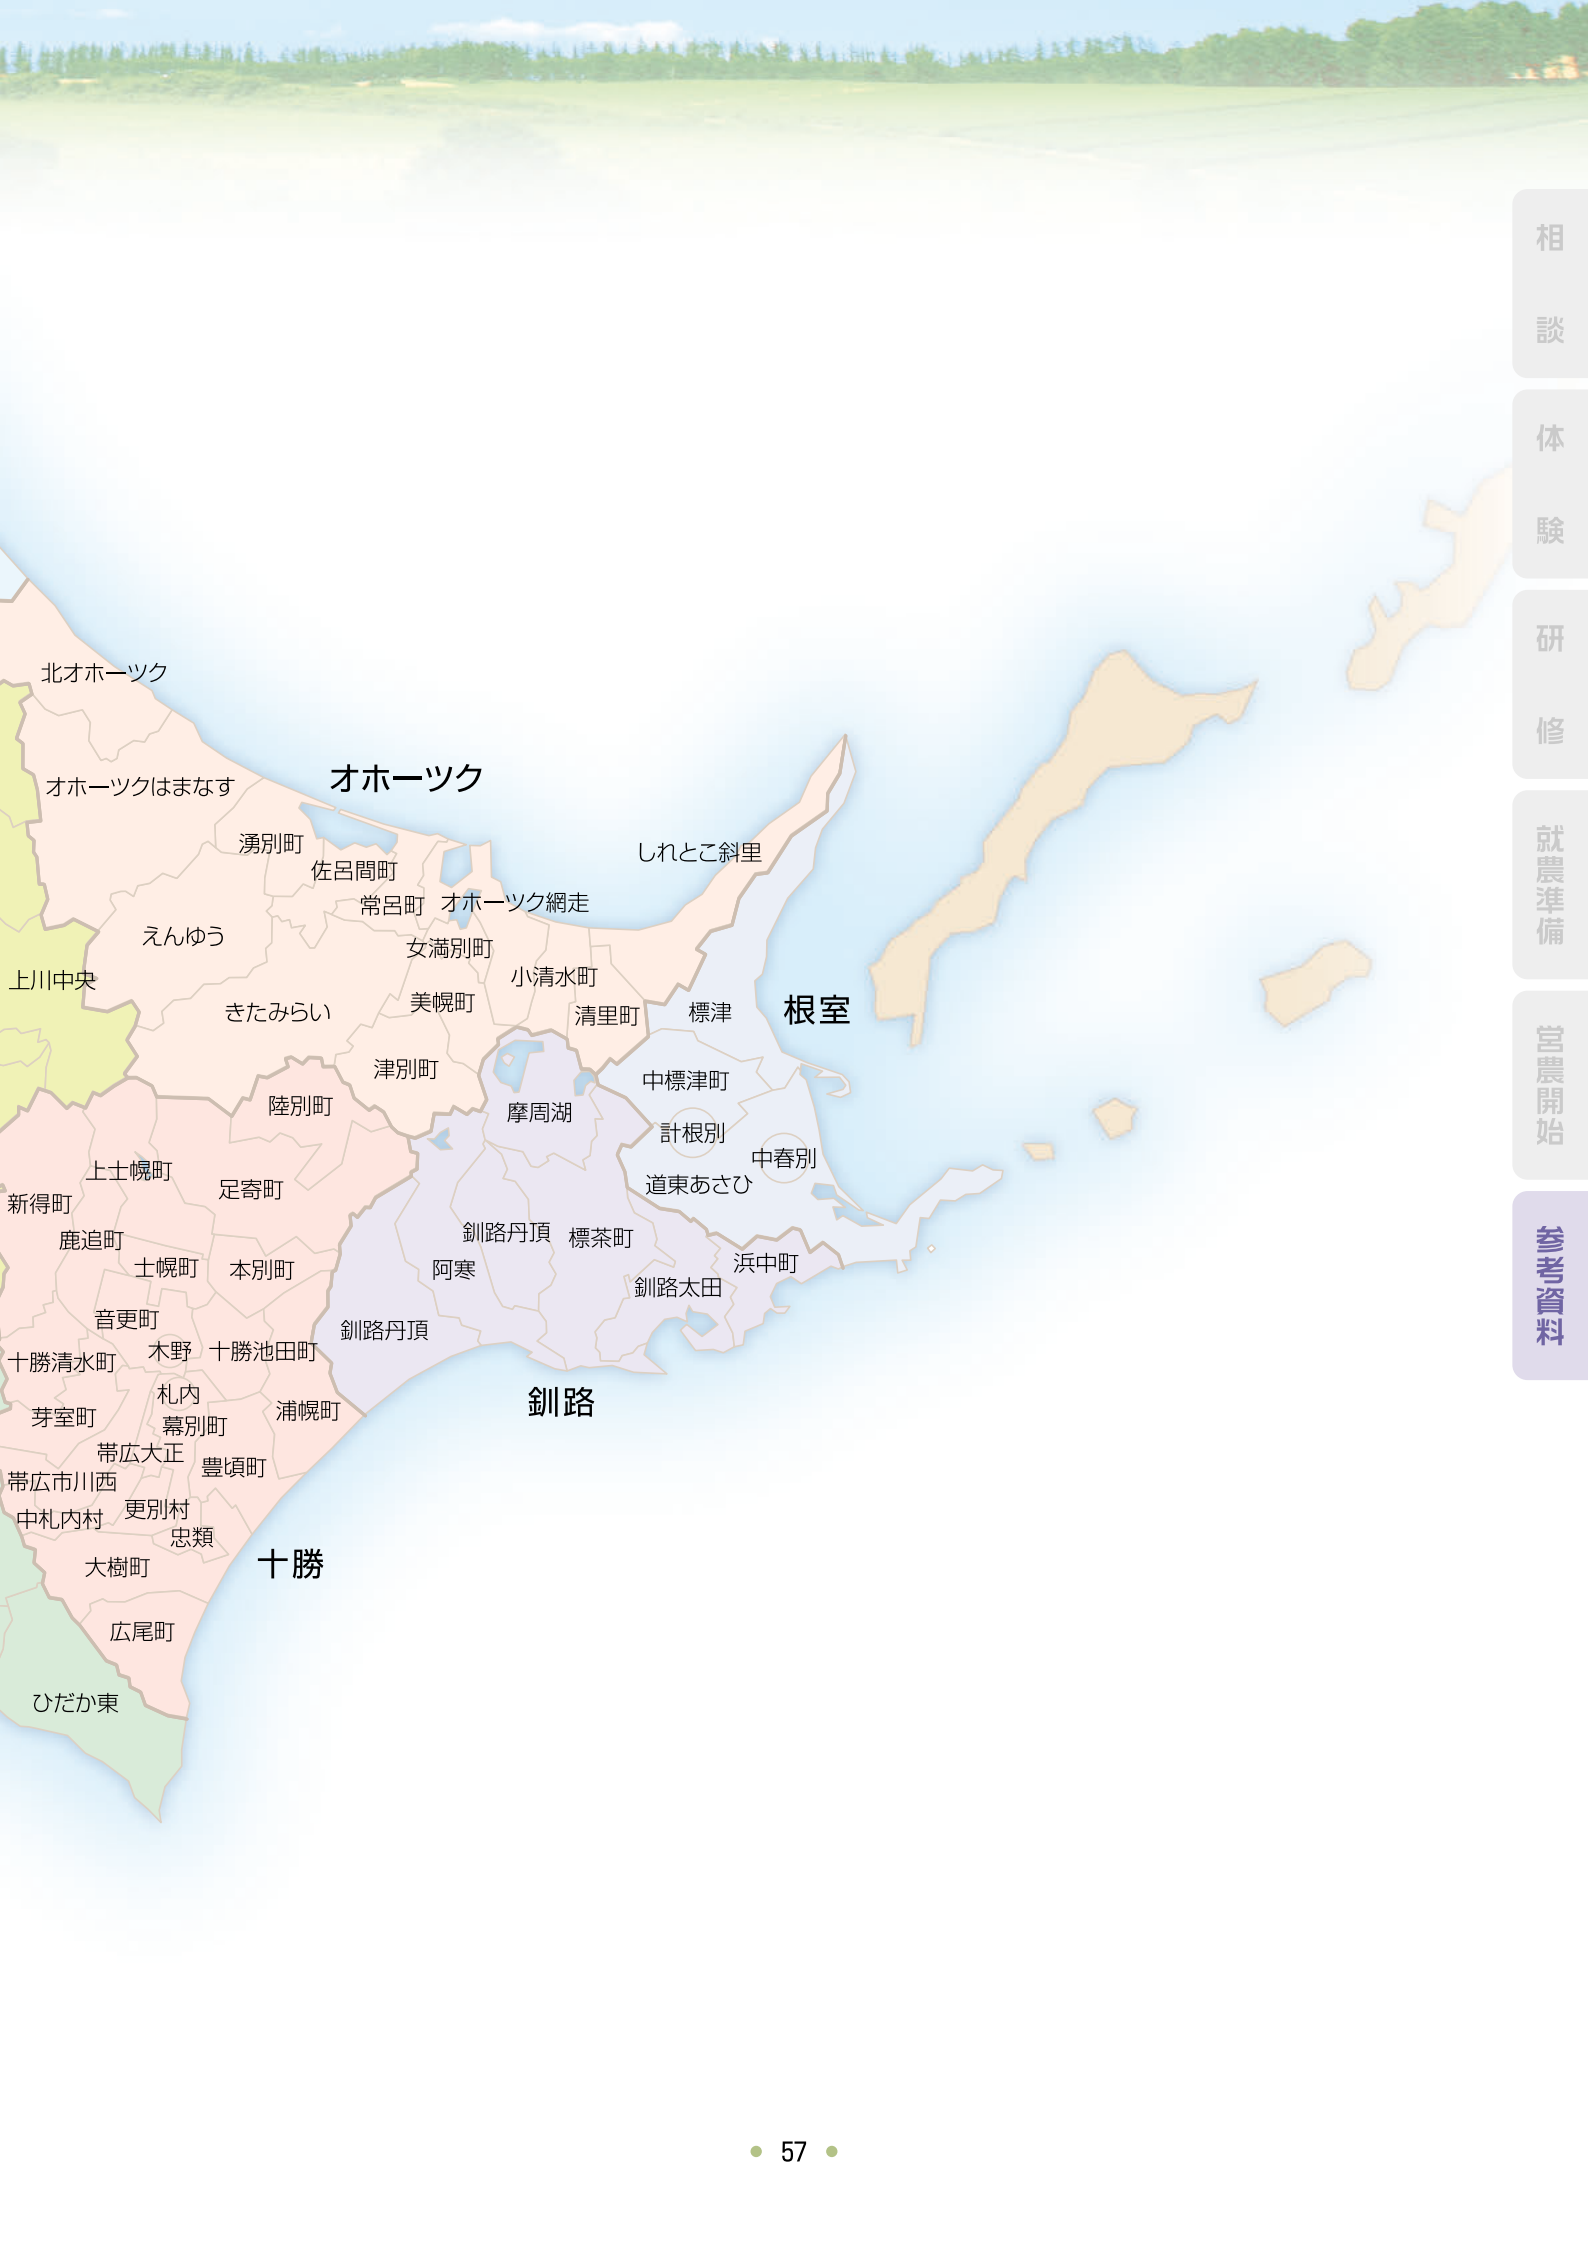 北オホーツク
オホーツクはまなす
オホーツク
湧別町
佐呂間町
常呂町
オホーツク網走
しれとこ斜里
えんゆう
女満別町
小清水町
上川中央
きたみらい
美幌町
清里町
標津
根室
津別町
中標津町
陸別町
摩周湖
計根別
中春別
上士幌町
足寄町
道東あさひ
新得町
鹿追町
釧路丹頂
標茶町
士幌町
本別町
阿寒
浜中町
釧路太田
音更町
釧路丹頂
十勝清水町
木野
十勝池田町
札内
芽室町
幕別町
浦幌町
釧路
帯広大正
豊頃町
帯広市川西
中札内村
更別村
忠類
大樹町
十勝
広尾町
ひだか東
相談
体験
研修
就農準備
営農開始
参考資料
57